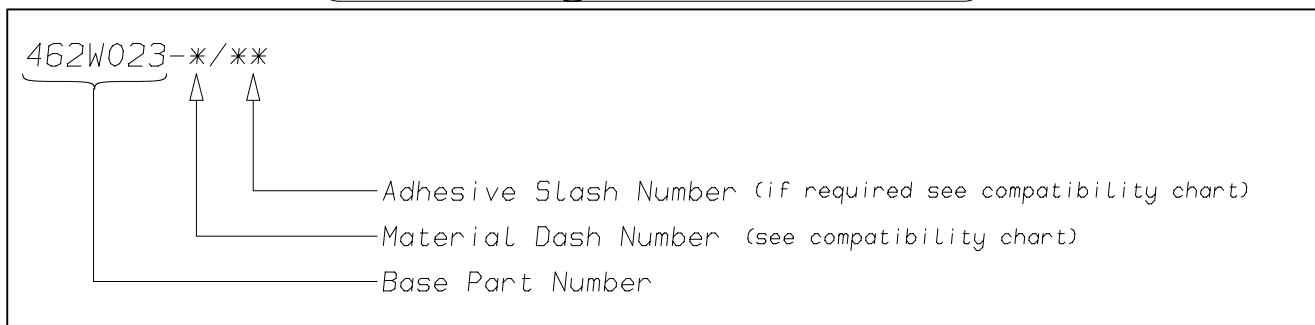 462W023-*/**
Adhesive Slash Number (if required see compatibility chart)
Material Dash Number (see compatibility chart)
Base Part Number